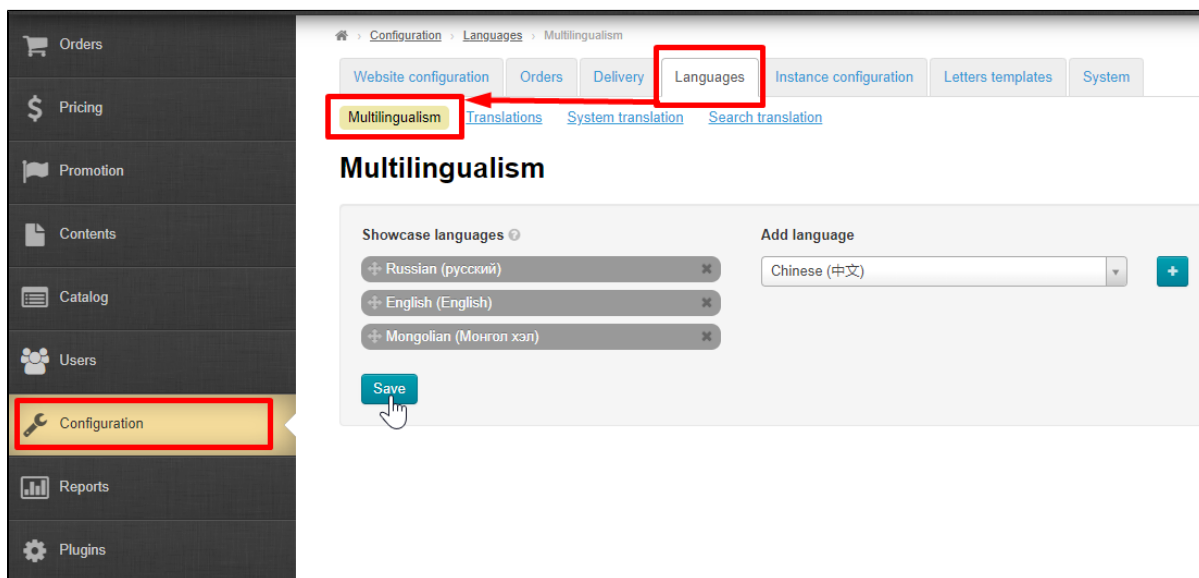 Orders
Pricing
Promotion
Contents
Catalog
Users
Configuration
Reports
Plugins
Configuration › Languages › Multilingualism
Website configuration Orders Delivery Languages Instance configuration Letters templates System
Multilingualism Translations System translation Search translation
Multilingualism
Showcase languages
Add language
Russian (русский)
Chinese (中文)
English (English)
Mongolian (Монгол хэл)
Save